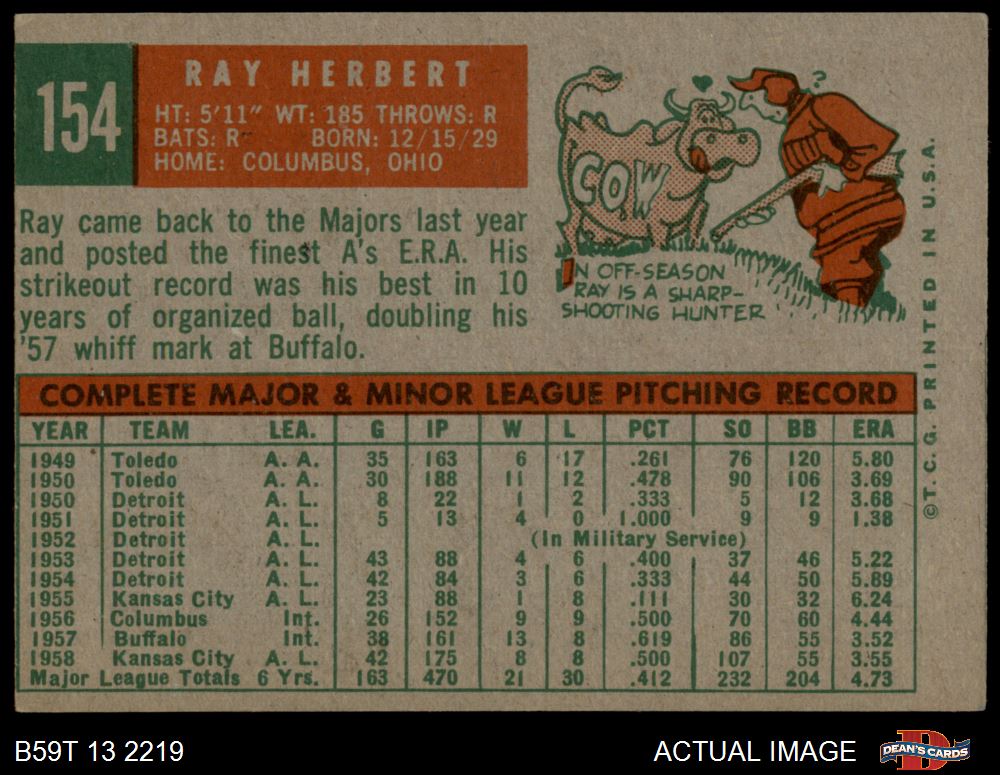 154
RAY HERBERT
HT: 5'11" WT: 185 THROWS: R
BATS: R BORN: 12/15/29
HOME: COLUMBUS, OHIO
Ray came back to the Majors last year
and posted the finest A's E.R.A. His
strikeout record was his best in 10
years of organized ball, doubling his
'57 whiff mark at Buffalo.
?
COW
IN OFF-SEASON
RAY IS A SHARP-
SHOOTING HUNTER
COMPLETE MAJOR & MINOR LEAGUE PITCHING RECORD
YEAR TEAM LEA. G IP W L PCT SO BB ERA
1949 Toledo A. A. 35 163 6 17 .261 76 120 5.80
1950 Toledo A. A. 30 188 11 12 .478 90 106 3.69
1950 Detroit A. L. 8 22 1 2 .333 5 12 3.68
1951 Detroit A. L. 5 13 4 0 1.000 9 9 1.38
1952 Detroit A. L. (In Military Service)
1953 Detroit A. L. 43 88 4 6 .400 37 46 5.22
1954 Detroit A. L. 42 84 3 6 .333 44 50 5.89
1955 Kansas City A. L. 23 88 1 8 .111 30 32 6.24
1956 Columbus Int. 26 152 9 9 .500 70 60 4.44
1957 Buffalo Int. 38 161 13 8 .619 86 55 3.52
1958 Kansas City A. L. 42 175 8 8 .500 107 55 3.55
Major League Totals 6 Yrs. 163 470 21 30 .412 232 204 4.73
©T. C. G. PRINTED IN U.S.A.
B59T 13 2219
ACTUAL IMAGE
D
DEAN'S CARDS